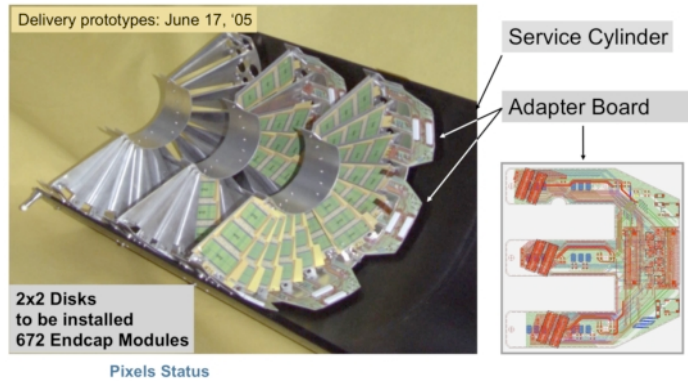 Delivery prototypes: June 17, '05
Service Cylinder
Adapter Board
2x2 Disks
to be installed
672 Endcap Modules
Pixels Status